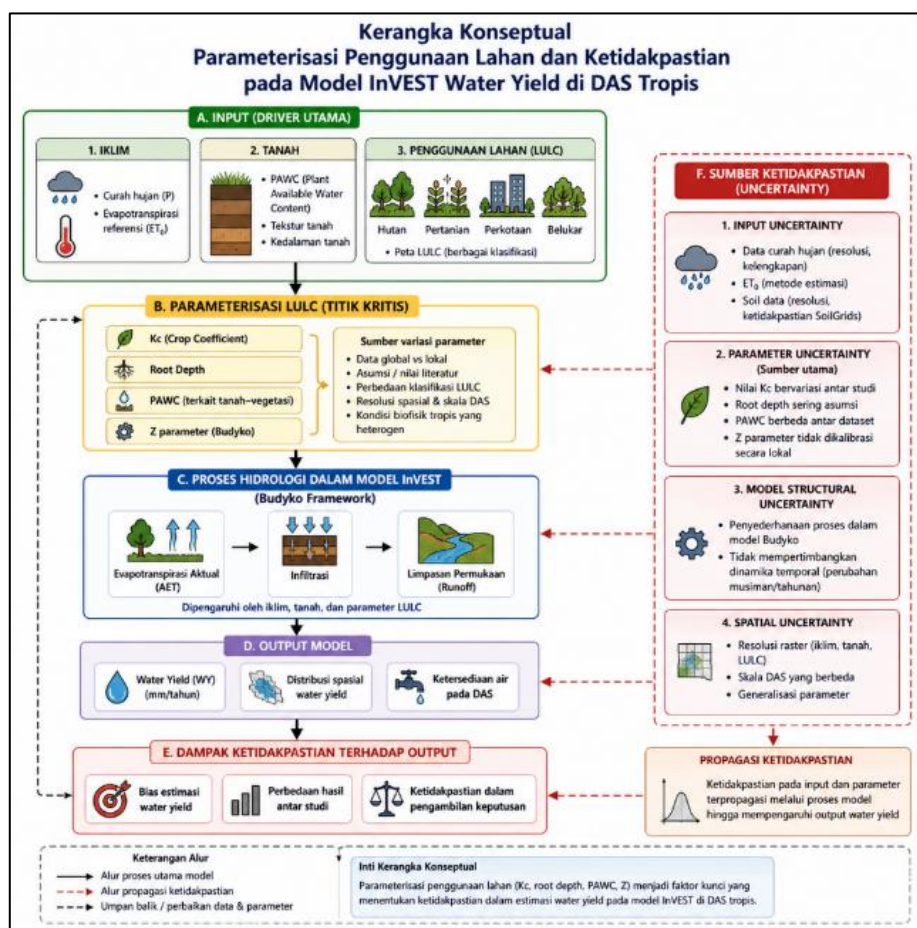 Kerangka Konseptual
Parameterisasi Penggunaan Lahan dan Ketidakpastian
pada Model InVEST Water Yield di DAS Tropis
A. INPUT (DRIVER UTAMA)
1. IKLIM
• Curah hujan (P)
• Evapotranspirasi
referensi (ET₀)
2. TANAH
• PAWC (Plant
Available Water
Content)
• Tekstur tanah
• Kedalaman tanah
3. PENGGUNAAN LAHAN (LULC)
Hutan Pertanian Perkotaan Belukar
• Peta LULC (berbagai klasifikasi)
B. PARAMETERISASI LULC (TITIK KRITIS)
Kc (Crop Coefficient)
Root Depth
PAWC (terkait tanah–vegetasi)
Z parameter (Budyko)
Sumber variasi parameter
• Data global vs lokal
• Asumsi / nilai literatur
• Perbedaan klasifikasi LULC
• Resolusi spasial & skala DAS
• Kondisi biofisik tropis yang
heterogen
C. PROSES HIDROLOGI DALAM MODEL InVEST
(Budyko Framework)
Evapotranspirasi Aktual
(AET)
Infiltrasi
Limpasan Permukaan
(Runoff)
Dipengaruhi oleh iklim, tanah, dan parameter LULC
D. OUTPUT MODEL
Water Yield (WY)
(mm/tahun)
Distribusi spasial
water yield
Ketersediaan air
pada DAS
E. DAMPAK KETIDAKPASTIAN TERHADAP OUTPUT
Bias estimasi
water yield
Perbedaan hasil
antar studi
Ketidakpastian dalam
pengambilan keputusan
F. SUMBER KETIDAKPASTIAN
(UNCERTAINTY)
1. INPUT UNCERTAINTY
• Data curah hujan (resolusi,
kelengkapan)
• ET₀ (metode estimasi)
• Soil data (resolusi,
ketidakpastian SoilGrids)
2. PARAMETER UNCERTAINTY
(Sumber utama)
• Nilai Kc bervariasi antar studi
• Root depth sering asumsi
• PAWC berbeda antar dataset
• Z parameter tidak dikalibrasi
secara lokal
3. MODEL STRUCTURAL
UNCERTAINTY
• Penyederhanaan proses dalam
model Budyko
• Tidak mempertimbangkan
dinamika temporal (perubahan
musiman/tahunan)
4. SPATIAL UNCERTAINTY
• Resolusi raster (iklim, tanah,
LULC)
• Skala DAS yang berbeda
• Generalisasi parameter
PROPAGASI KETIDAKPASTIAN
Ketidakpastian pada input dan parameter
terpropagasi melalui proses model
hingga mempengaruhi output water yield
Keterangan Alur
Alur proses utama model
Alur propagasi ketidakpastian
Umpan balik / perbaikan data & parameter
Inti Kerangka Konseptual
Parameterisasi penggunaan lahan (Kc, root depth, PAWC, Z) menjadi faktor kunci yang
menentukan ketidakpastian dalam estimasi water yield pada model InVEST di DAS tropis.